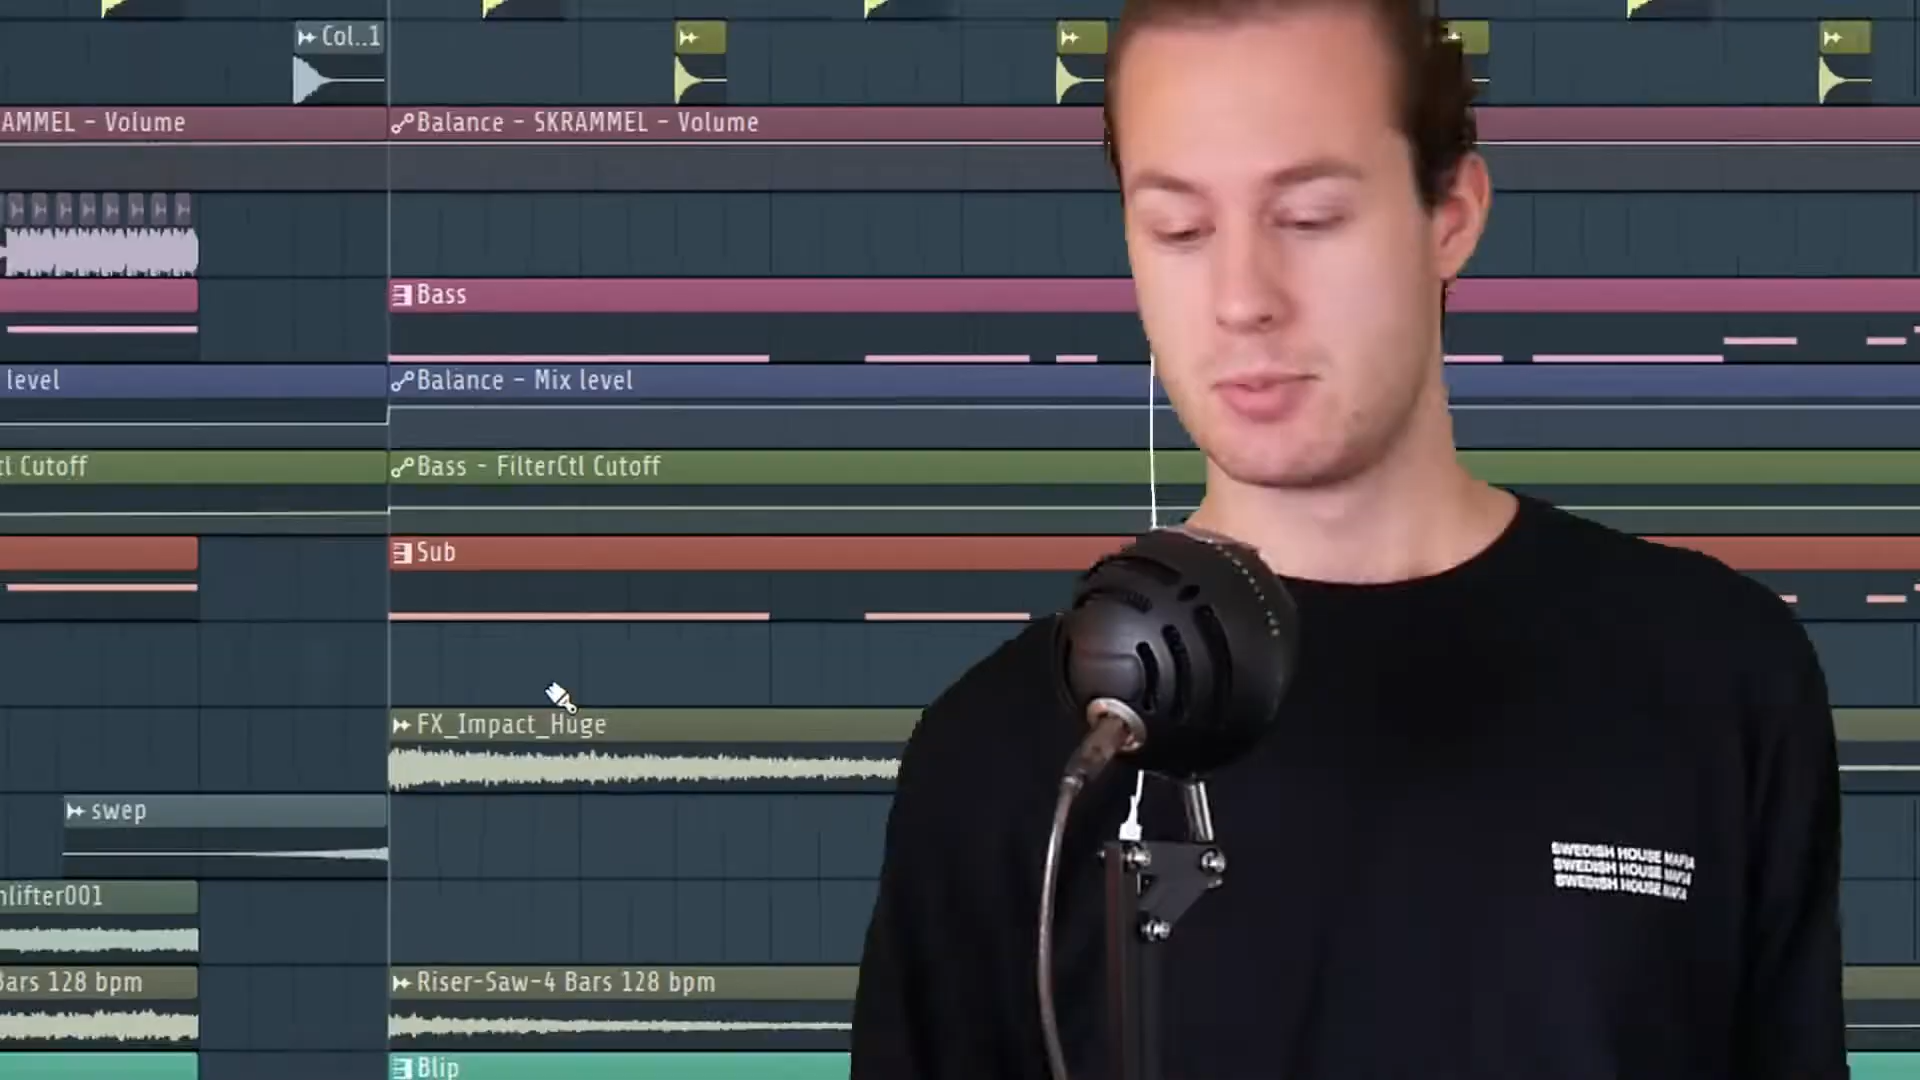 Col..1
AMMEL - Volume
Balance - SKRAMMEL - Volume
Bass
level
Balance - Mix level
tl Cutoff
Bass - FilterCtl Cutoff
Sub
FX_Impact_Huge
swep
nlifter001
Bars 128 bpm
Riser-Saw-4 Bars 128 bpm
Blip
SWEDISH HOUSE MAFIA
SWEDISH HOUSE MAFIA
SWEDISH HOUSE MAFIA